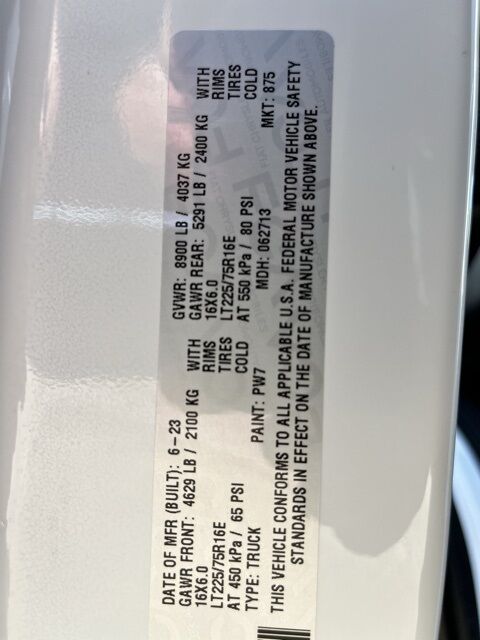 DATE OF MFR (BUILT): 6-23 GVWR: 8900 LB / 4037 KG
GAWR FRONT: 4629 LB / 2100 KG WITH GAWR REAR: 5291 LB / 2400 KG WITH
16X6.0 RIMS 16X6.0 RIMS
LT225/75R16E TIRES LT225/75R16E TIRES
AT 450 kPa / 65 PSI COLD AT 550 kPa / 80 PSI COLD
TYPE: TRUCK PAINT: PW7 MDH: 062713 MKT: 875
THIS VEHICLE CONFORMS TO ALL APPLICABLE U.S.A. FEDERAL MOTOR VEHICLE SAFETY
STANDARDS IN EFFECT ON THE DATE OF MANUFACTURE SHOWN ABOVE.